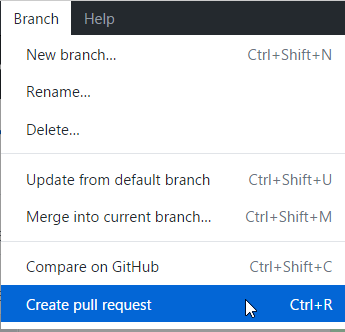 Branch Help
New branch... Ctrl+Shift+N
Rename...
Delete...
Update from default branch Ctrl+Shift+U
Merge into current branch... Ctrl+Shift+M
Compare on GitHub Ctrl+Shift+C
Create pull request Ctrl+R